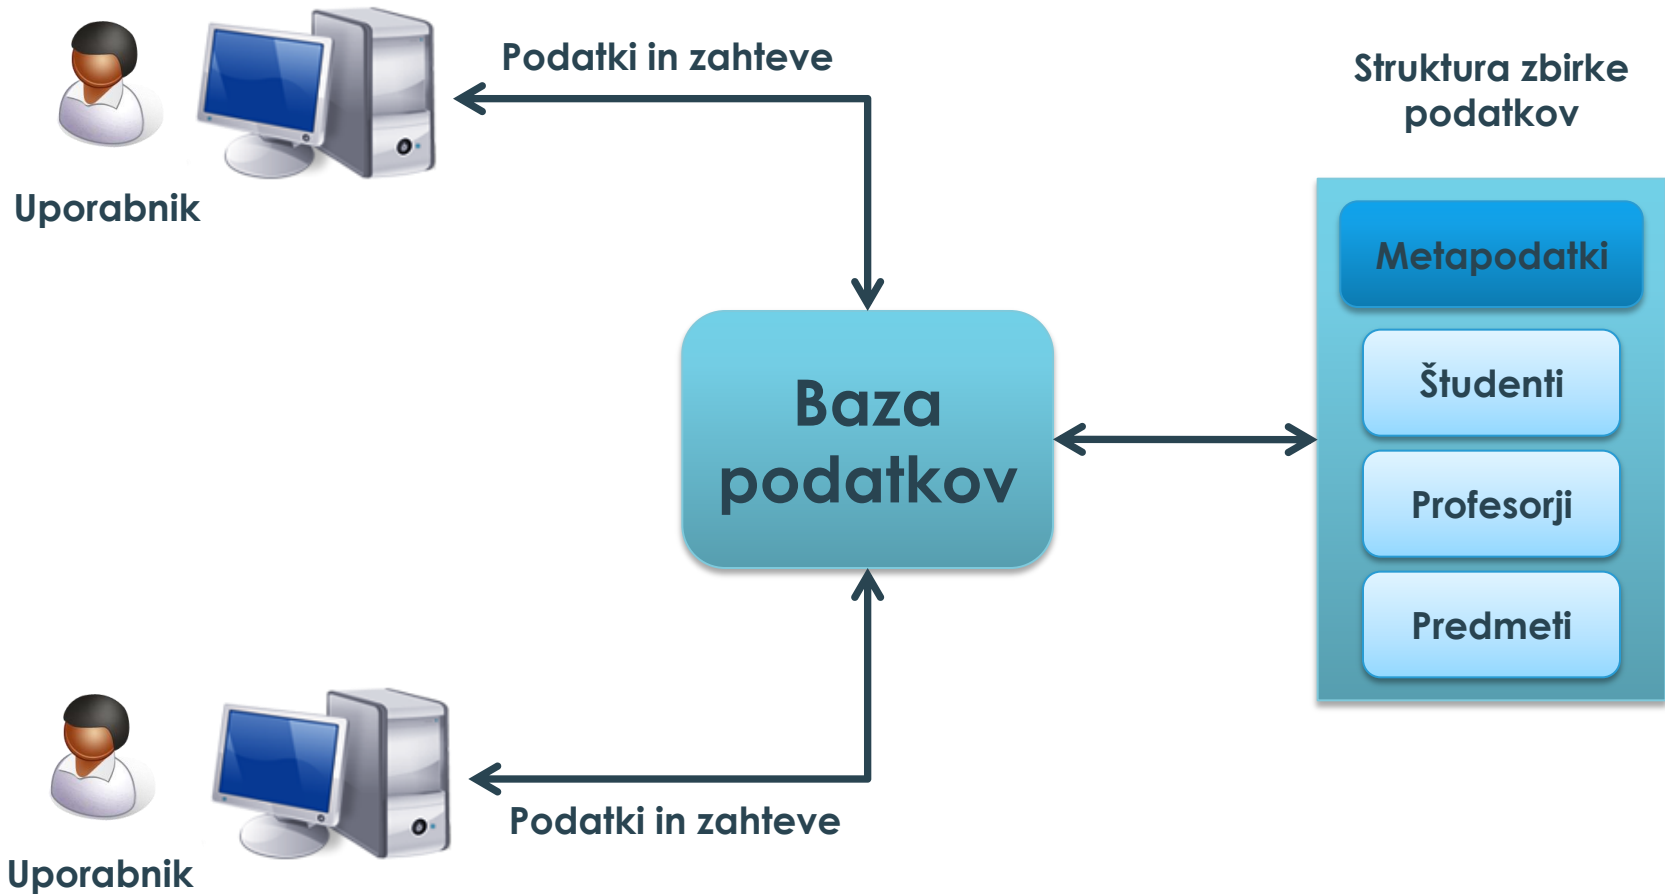 Podatki in zahteve
Uporabnik
Struktura zbirke
podatkov
Metapodatki
Študenti
Profesorji
Predmeti
Baza
podatkov
Podatki in zahteve
Uporabnik